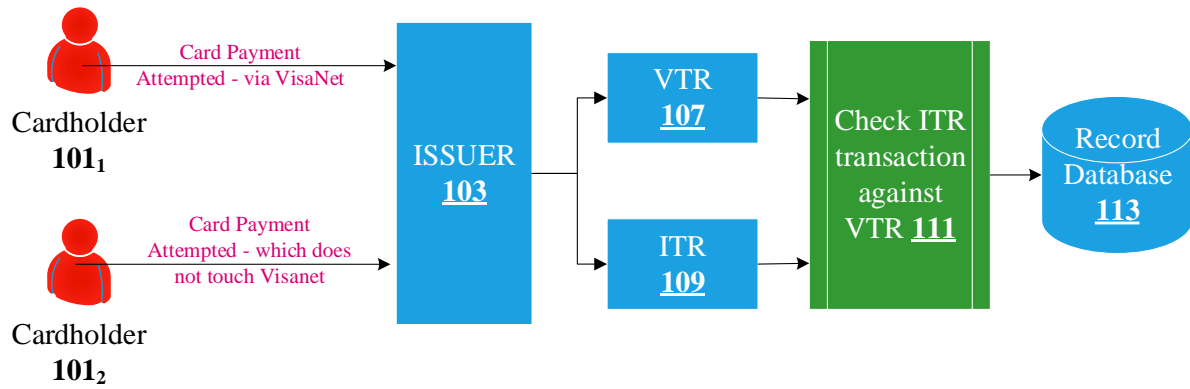 Card Payment
Attempted - via VisaNet
Cardholder
101₁
Card Payment
Attempted - which does
not touch Visanet
Cardholder
101₂
ISSUER
103
VTR
107
ITR
109
Check ITR
transaction
against
VTR 111
Record
Database
113